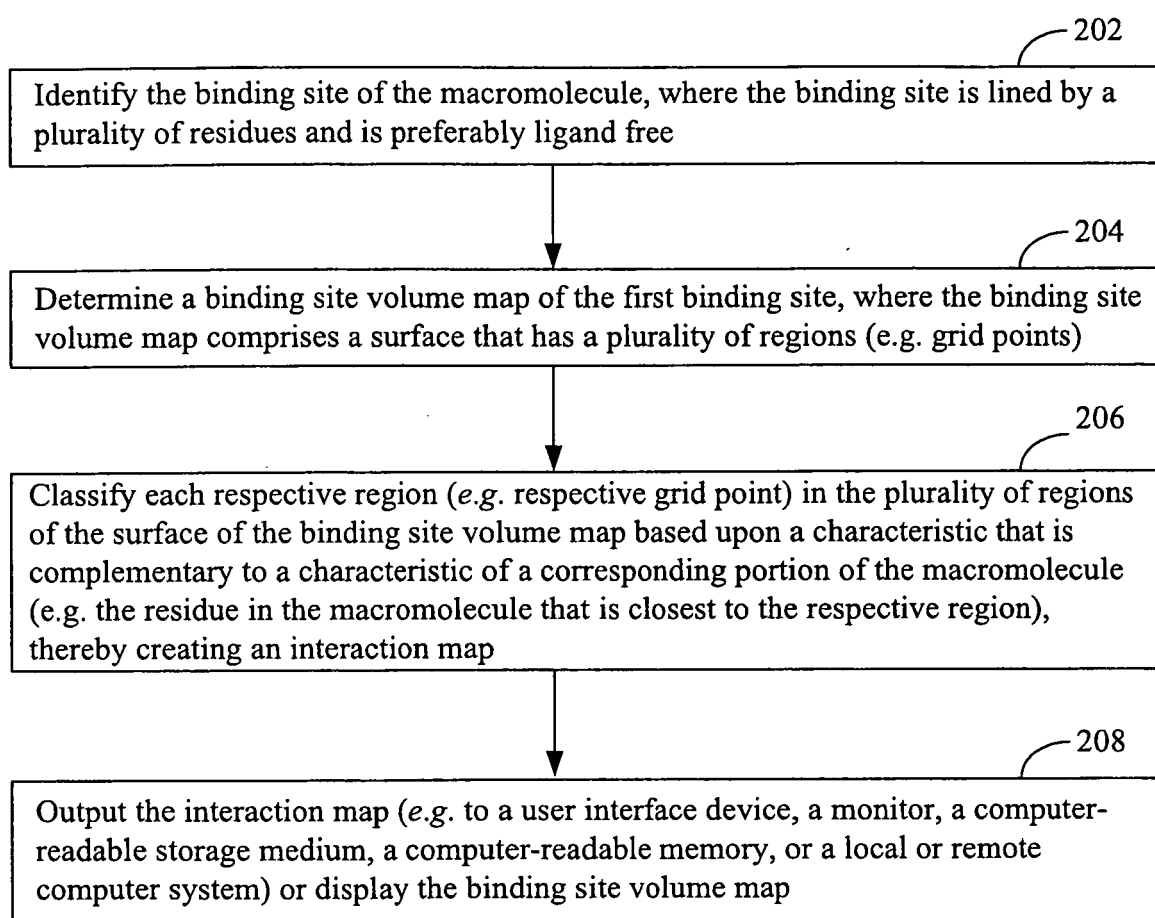 202
Identify the binding site of the macromolecule, where the binding site is lined by a
plurality of residues and is preferably ligand free
204
Determine a binding site volume map of the first binding site, where the binding site
volume map comprises a surface that has a plurality of regions (e.g. grid points)
206
Classify each respective region (e.g. respective grid point) in the plurality of regions
of the surface of the binding site volume map based upon a characteristic that is
complementary to a characteristic of a corresponding portion of the macromolecule
(e.g. the residue in the macromolecule that is closest to the respective region),
thereby creating an interaction map
208
Output the interaction map (e.g. to a user interface device, a monitor, a computer-
readable storage medium, a computer-readable memory, or a local or remote
computer system) or display the binding site volume map